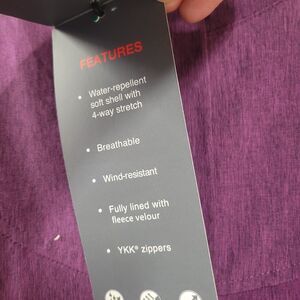 FEATURES
• Water-repellent
soft shell with
4-way stretch
• Breathable
• Wind-resistant
• Fully lined with
fleece velour
• YKK® zippers